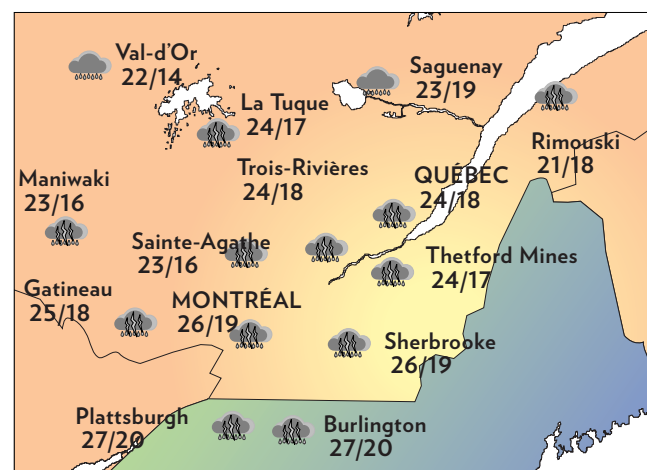 Val-d'Or
22/14
Saguenay
23/19
La Tuque
24/17
Rimouski
21/18
Trois-Rivières
24/18
QUÉBEC
24/18
Maniwaki
23/16
Sainte-Agathe
23/16
Thetford Mines
24/17
Gatineau
25/18
MONTRÉAL
26/19
Sherbrooke
26/19
Plattsburgh
27/20
Burlington
27/20